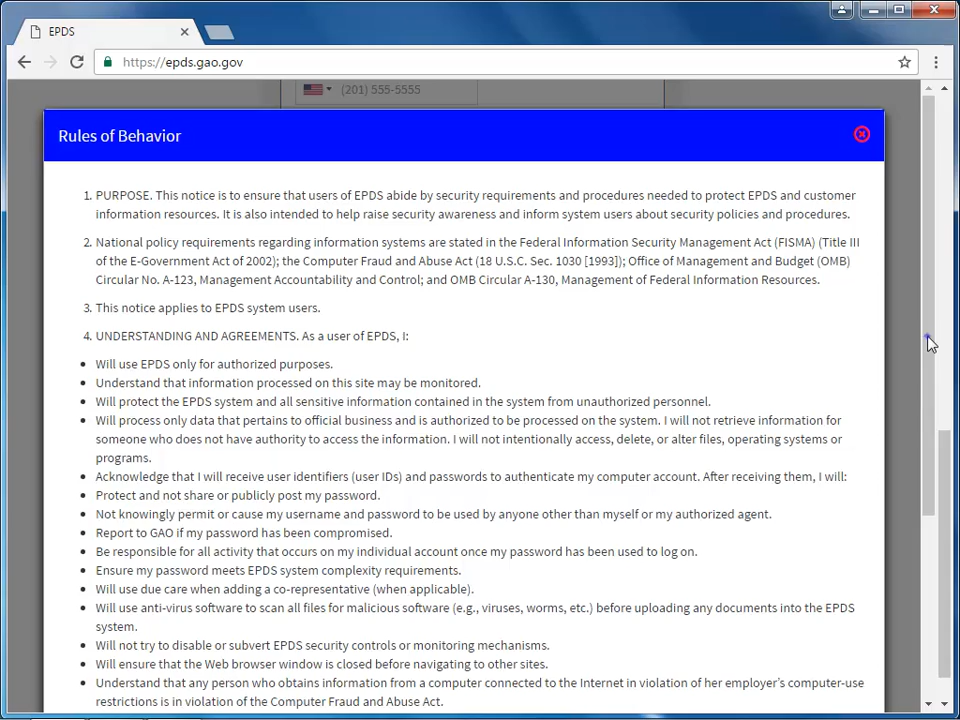 EPDS
https://epds.gao.gov
(201) 555-5555
Rules of Behavior
1. PURPOSE. This notice is to ensure that users of EPDS abide by security requirements and procedures needed to protect EPDS and customer
information resources. It is also intended to help raise security awareness and inform system users about security policies and procedures.
2. National policy requirements regarding information systems are stated in the Federal Information Security Management Act (FISMA) (Title III
of the E-Government Act of 2002); the Computer Fraud and Abuse Act (18 U.S.C. Sec. 1030 [1993]); Office of Management and Budget (OMB)
Circular No. A-123, Management Accountability and Control; and OMB Circular A-130, Management of Federal Information Resources.
3. This notice applies to EPDS system users.
4. UNDERSTANDING AND AGREEMENTS. As a user of EPDS, I:
• Will use EPDS only for authorized purposes.
• Understand that information processed on this site may be monitored.
• Will protect the EPDS system and all sensitive information contained in the system from unauthorized personnel.
• Will process only data that pertains to official business and is authorized to be processed on the system. I will not retrieve information for
someone who does not have authority to access the information. I will not intentionally access, delete, or alter files, operating systems or
programs.
• Acknowledge that I will receive user identifiers (user IDs) and passwords to authenticate my computer account. After receiving them, I will:
• Protect and not share or publicly post my password.
• Not knowingly permit or cause my username and password to be used by anyone other than myself or my authorized agent.
• Report to GAO if my password has been compromised.
• Be responsible for all activity that occurs on my individual account once my password has been used to log on.
• Ensure my password meets EPDS system complexity requirements.
• Will use due care when adding a co-representative (when applicable).
• Will use anti-virus software to scan all files for malicious software (e.g., viruses, worms, etc.) before uploading any documents into the EPDS
system.
• Will not try to disable or subvert EPDS security controls or monitoring mechanisms.
• Will ensure that the Web browser window is closed before navigating to other sites.
• Understand that any person who obtains information from a computer connected to the Internet in violation of her employer's computer-use
restrictions is in violation of the Computer Fraud and Abuse Act.